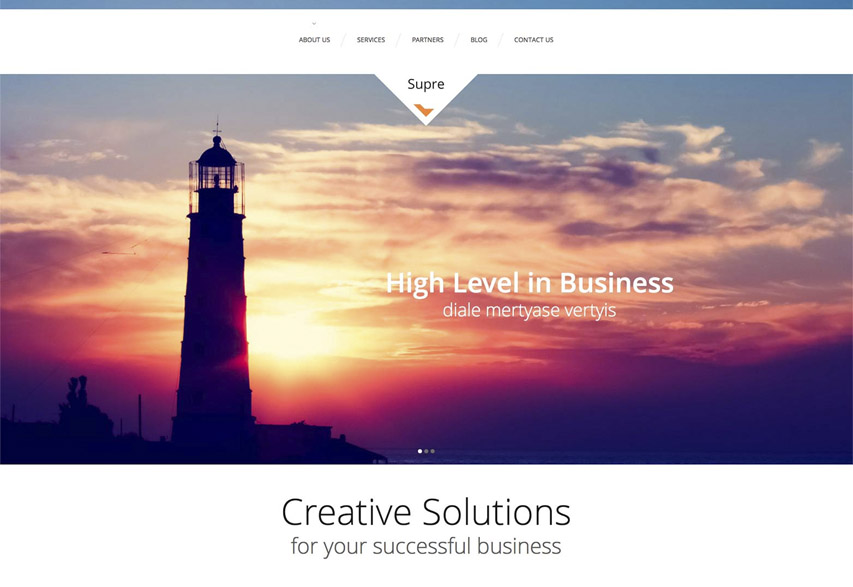 ABOUT US / SERVICES / PARTNERS / BLOG / CONTACT US
Supre
High Level in Business
diale mertyase vertyis
Creative Solutions
for your successful business